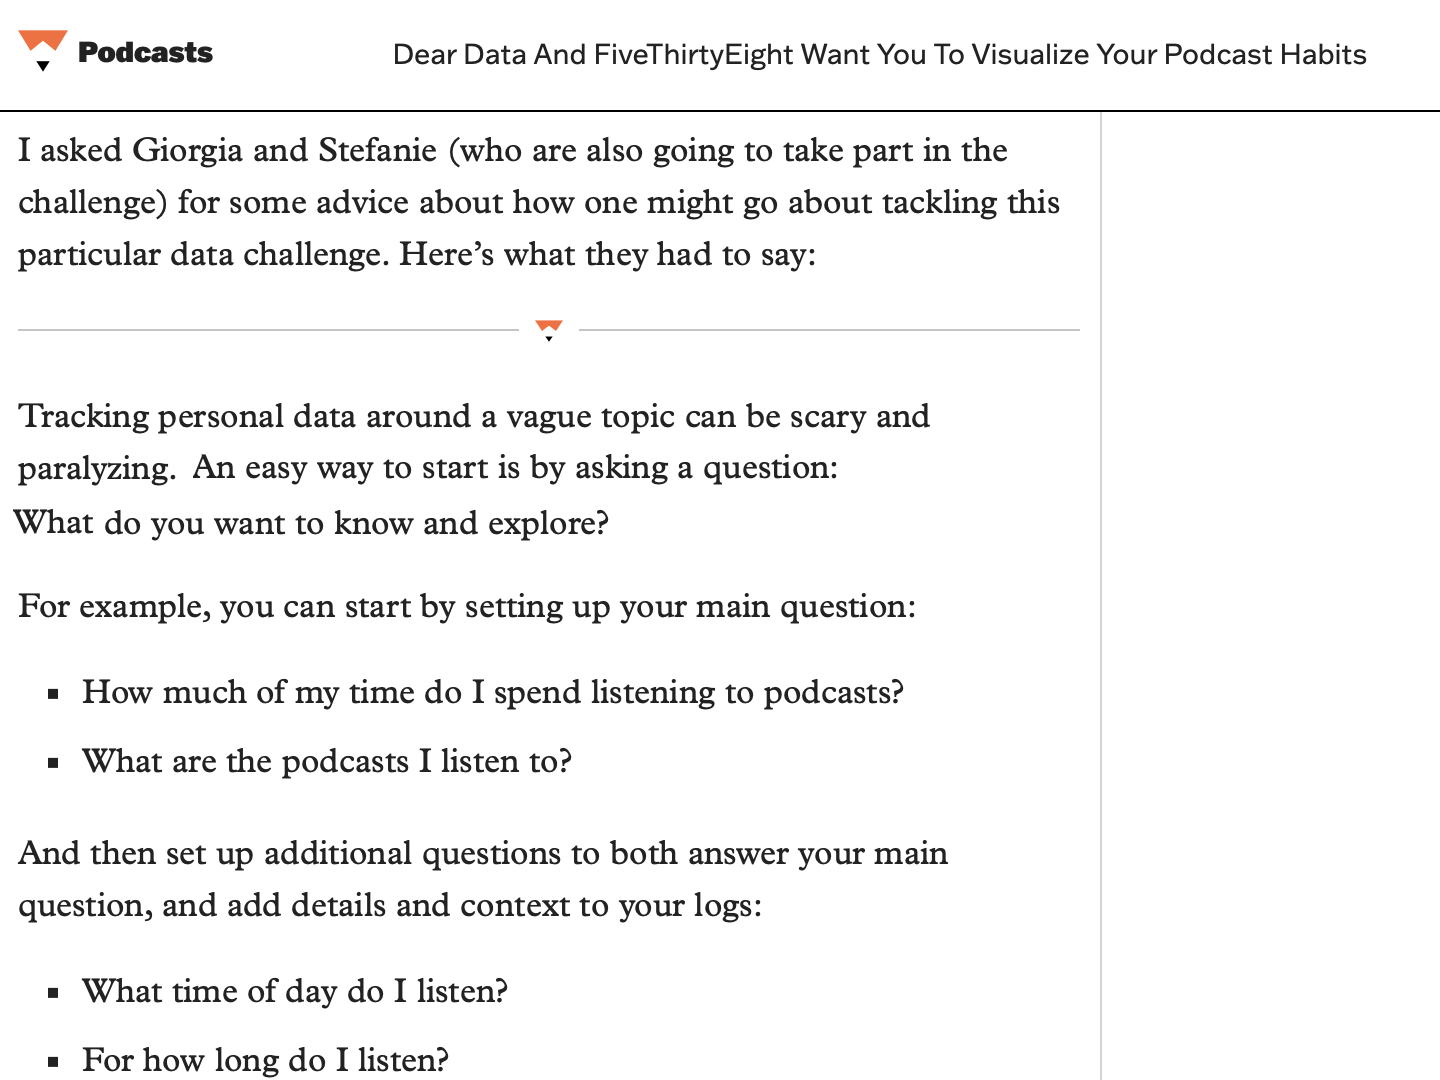 Podcasts
Dear Data And FiveThirtyEight Want You To Visualize Your Podcast Habits
I asked Giorgia and Stefanie (who are also going to take part in the
challenge) for some advice about how one might go about tackling this
particular data challenge. Here’s what they had to say:
Tracking personal data around a vague topic can be scary and
paralyzing. An easy way to start is by asking a question:
What do you want to know and explore?
For example, you can start by setting up your main question:
▪ How much of my time do I spend listening to podcasts?
▪ What are the podcasts I listen to?
And then set up additional questions to both answer your main
question, and add details and context to your logs:
▪ What time of day do I listen?
▪ For how long do I listen?